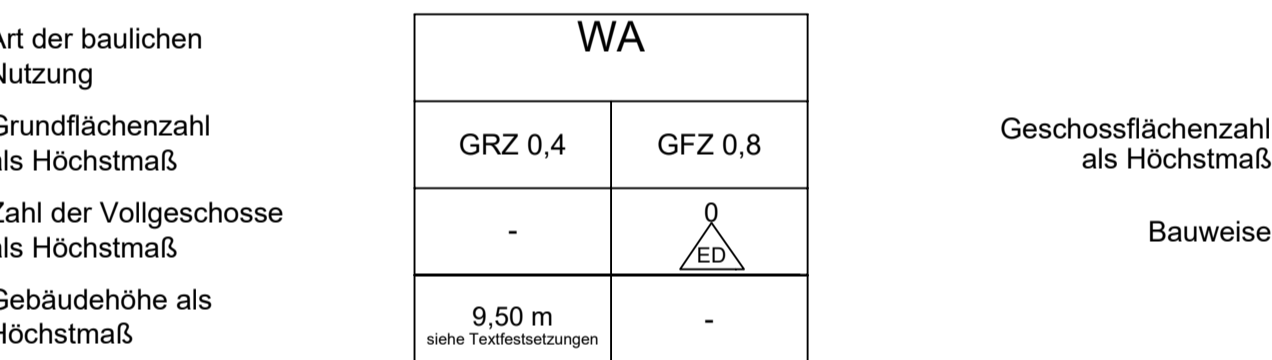 Art der baulichen
Nutzung
WA
Grundflächenzahl
als Höchstmaß
GRZ 0,4
GFZ 0,8
Geschossflächenzahl
als Höchstmaß
Zahl der Vollgeschosse
als Höchstmaß
-
0
ED
Bauweise
Gebäudehöhe als
Höchstmaß
9,50 m
siehe Textfestsetzungen
-